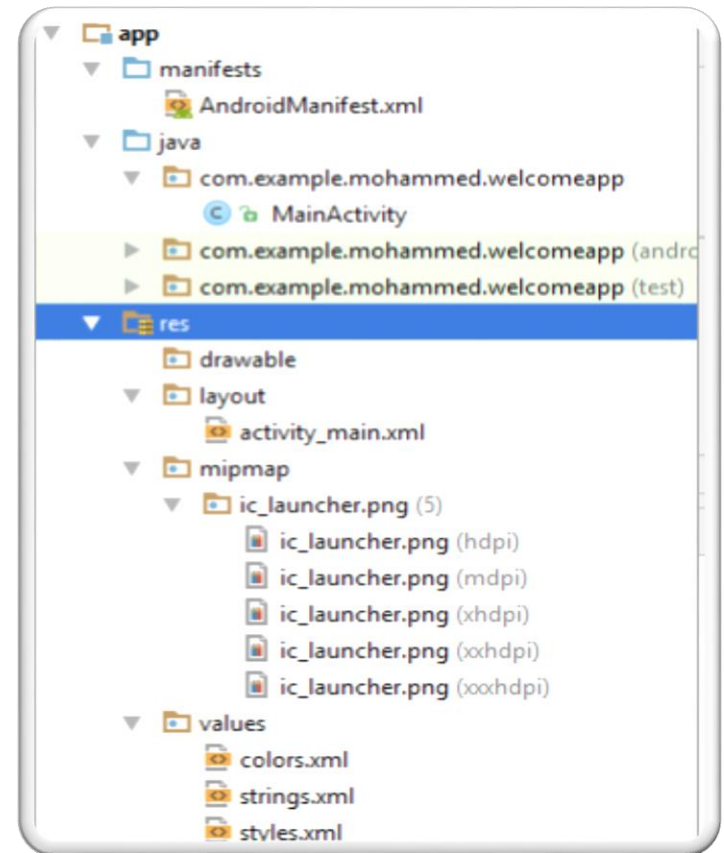 app
manifests
AndroidManifest.xml
java
com.example.mohammed.welcomeapp
MainActivity
com.example.mohammed.welcomeapp (andro
com.example.mohammed.welcomeapp (test)
res
drawable
layout
activity_main.xml
mipmap
ic_launcher.png (5)
ic_launcher.png (hdpi)
ic_launcher.png (mdpi)
ic_launcher.png (xhdpi)
ic_launcher.png (xxhdpi)
ic_launcher.png (xxxhdpi)
values
colors.xml
strings.xml
styles.xml